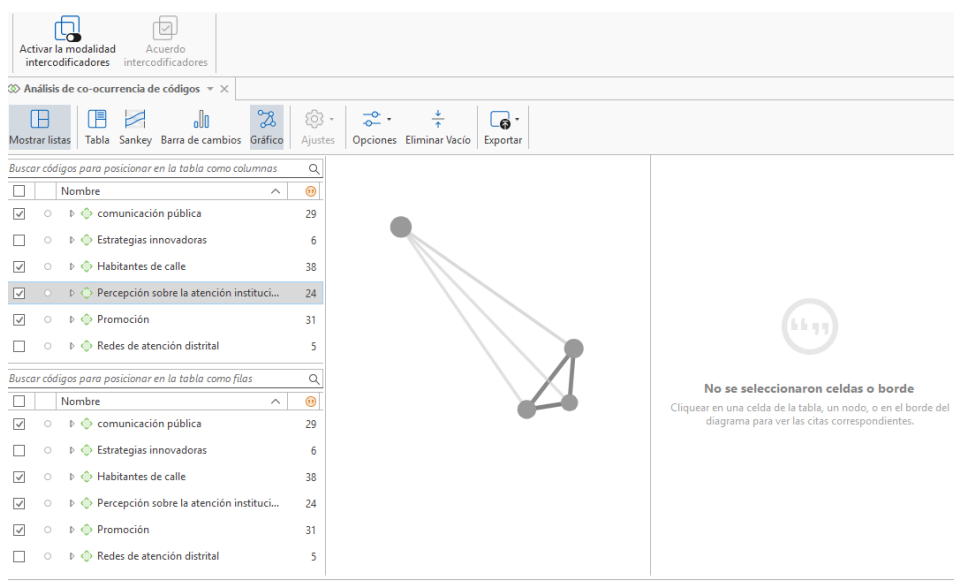 Activar la modalidad
intercodificadores
Acuerdo
intercodificadores
Análisis de co-ocurrencia de códigos
Mostrar listas
Tabla
Sankey
Barra de cambios
Gráfico
Ajustes
Opciones
Eliminar Vacío
Exportar
Buscar códigos para posicionar en la tabla como columnas
Nombre
comunicación pública 29
Estrategias innovadoras 6
Habitantes de calle 38
Percepción sobre la atención instituci... 24
Promoción 31
Redes de atención distrital 5
Buscar códigos para posicionar en la tabla como filas
Nombre
comunicación pública 29
Estrategias innovadoras 6
Habitantes de calle 38
Percepción sobre la atención instituci... 24
Promoción 31
Redes de atención distrital 5
No se seleccionaron celdas o borde
Cliquear en una celda de la tabla, un nodo, o en el borde del
diagrama para ver las citas correspondientes.